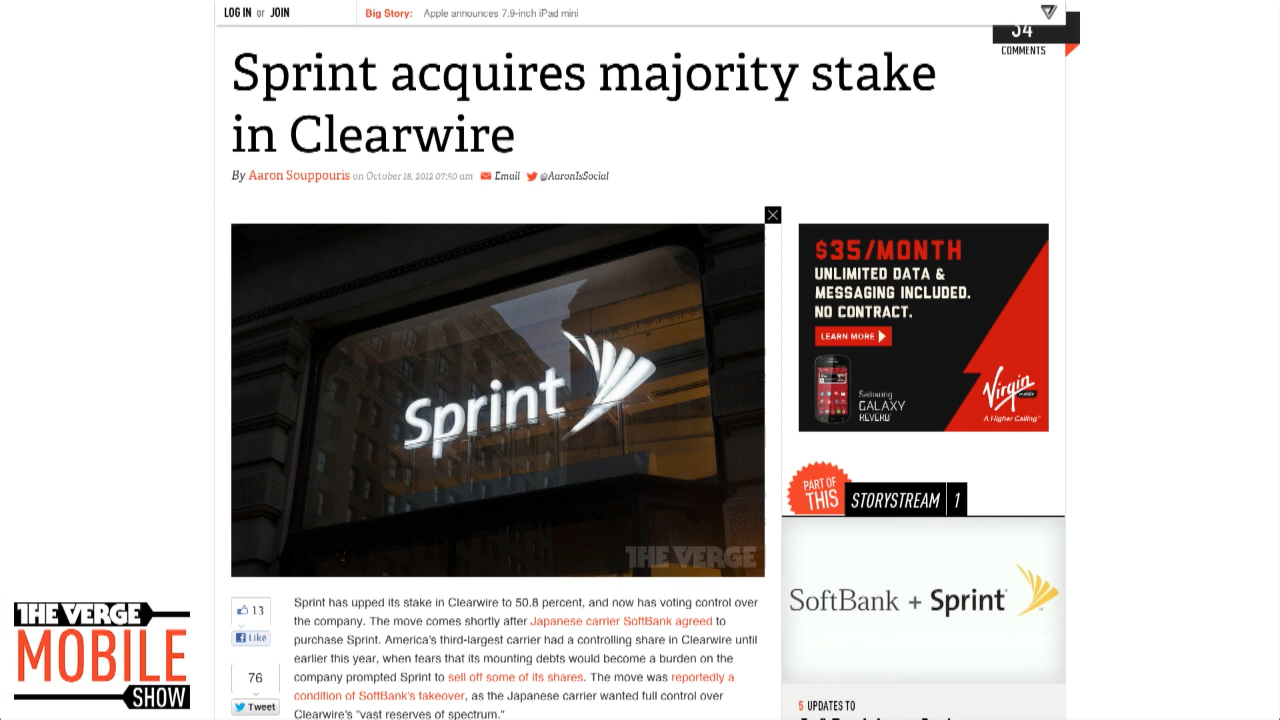 LOG IN or JOIN
Big Story: Apple announces 7.9-inch iPad mini
54
COMMENTS
Sprint acquires majority stake
in Clearwire
By Aaron Souppouris on October 18, 2012 07:50 am Email @AaronIsSocial
Sprint
THE VERGE
$35/MONTH
UNLIMITED DATA &
MESSAGING INCLUDED.
NO CONTRACT.
LEARN MORE
Samsung
GALAXY
REVERB
Virgin
mobile
A Higher Calling
PART OF
THIS
STORYSTREAM 1
SoftBank + Sprint
5 UPDATES TO
13
Like
76
Tweet
Sprint has upped its stake in Clearwire to 50.8 percent, and now has voting control over
the company. The move comes shortly after Japanese carrier SoftBank agreed to
purchase Sprint. America's third-largest carrier had a controlling share in Clearwire until
earlier this year, when fears that its mounting debts would become a burden on the
company prompted Sprint to sell off some of its shares. The move was reportedly a
condition of SoftBank's takeover, as the Japanese carrier wanted full control over
Clearwire's "vast reserves of spectrum."
THE VERGE
MOBILE
SHOW